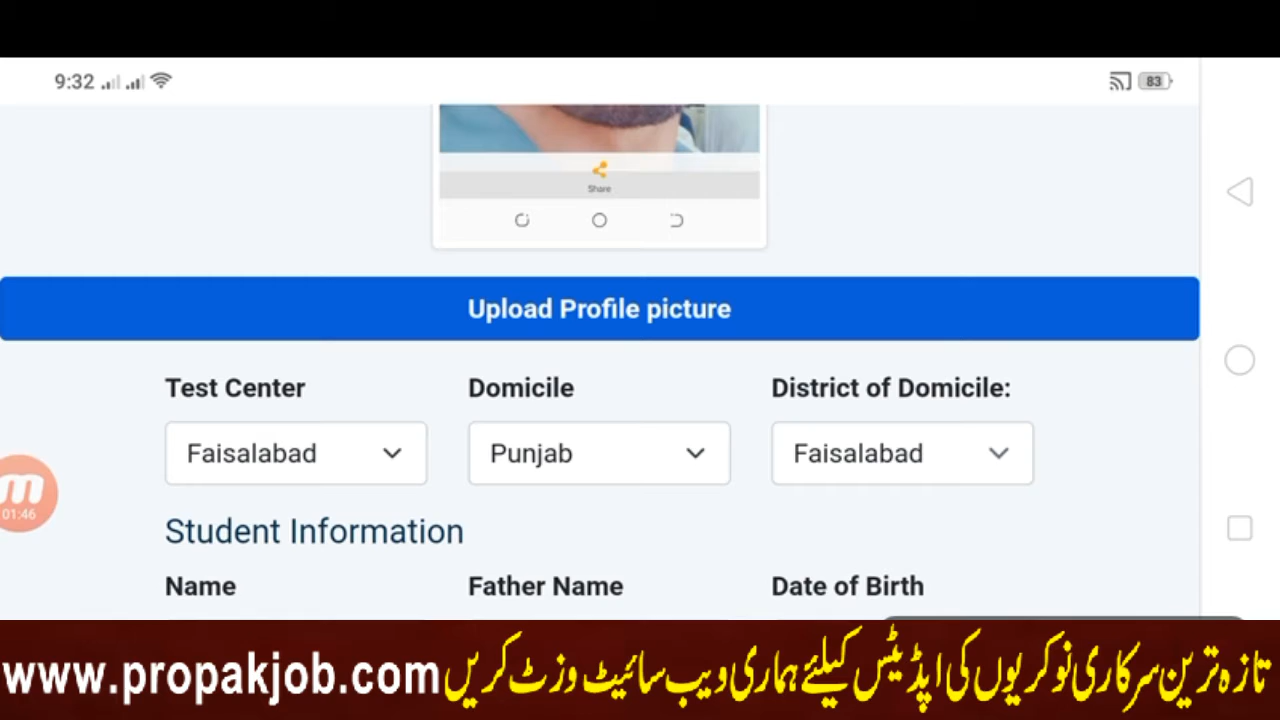 9:32
83
Share
Upload Profile picture
Test Center Domicile District of Domicile:
Faisalabad Punjab Faisalabad
01:46
Student Information
Name Father Name Date of Birth
www.propakjob.com تازہ ترین سرکاری نوکریوں کی اپڈیٹس کیلئے ہماری ویب سائیٹ وزٹ کریں